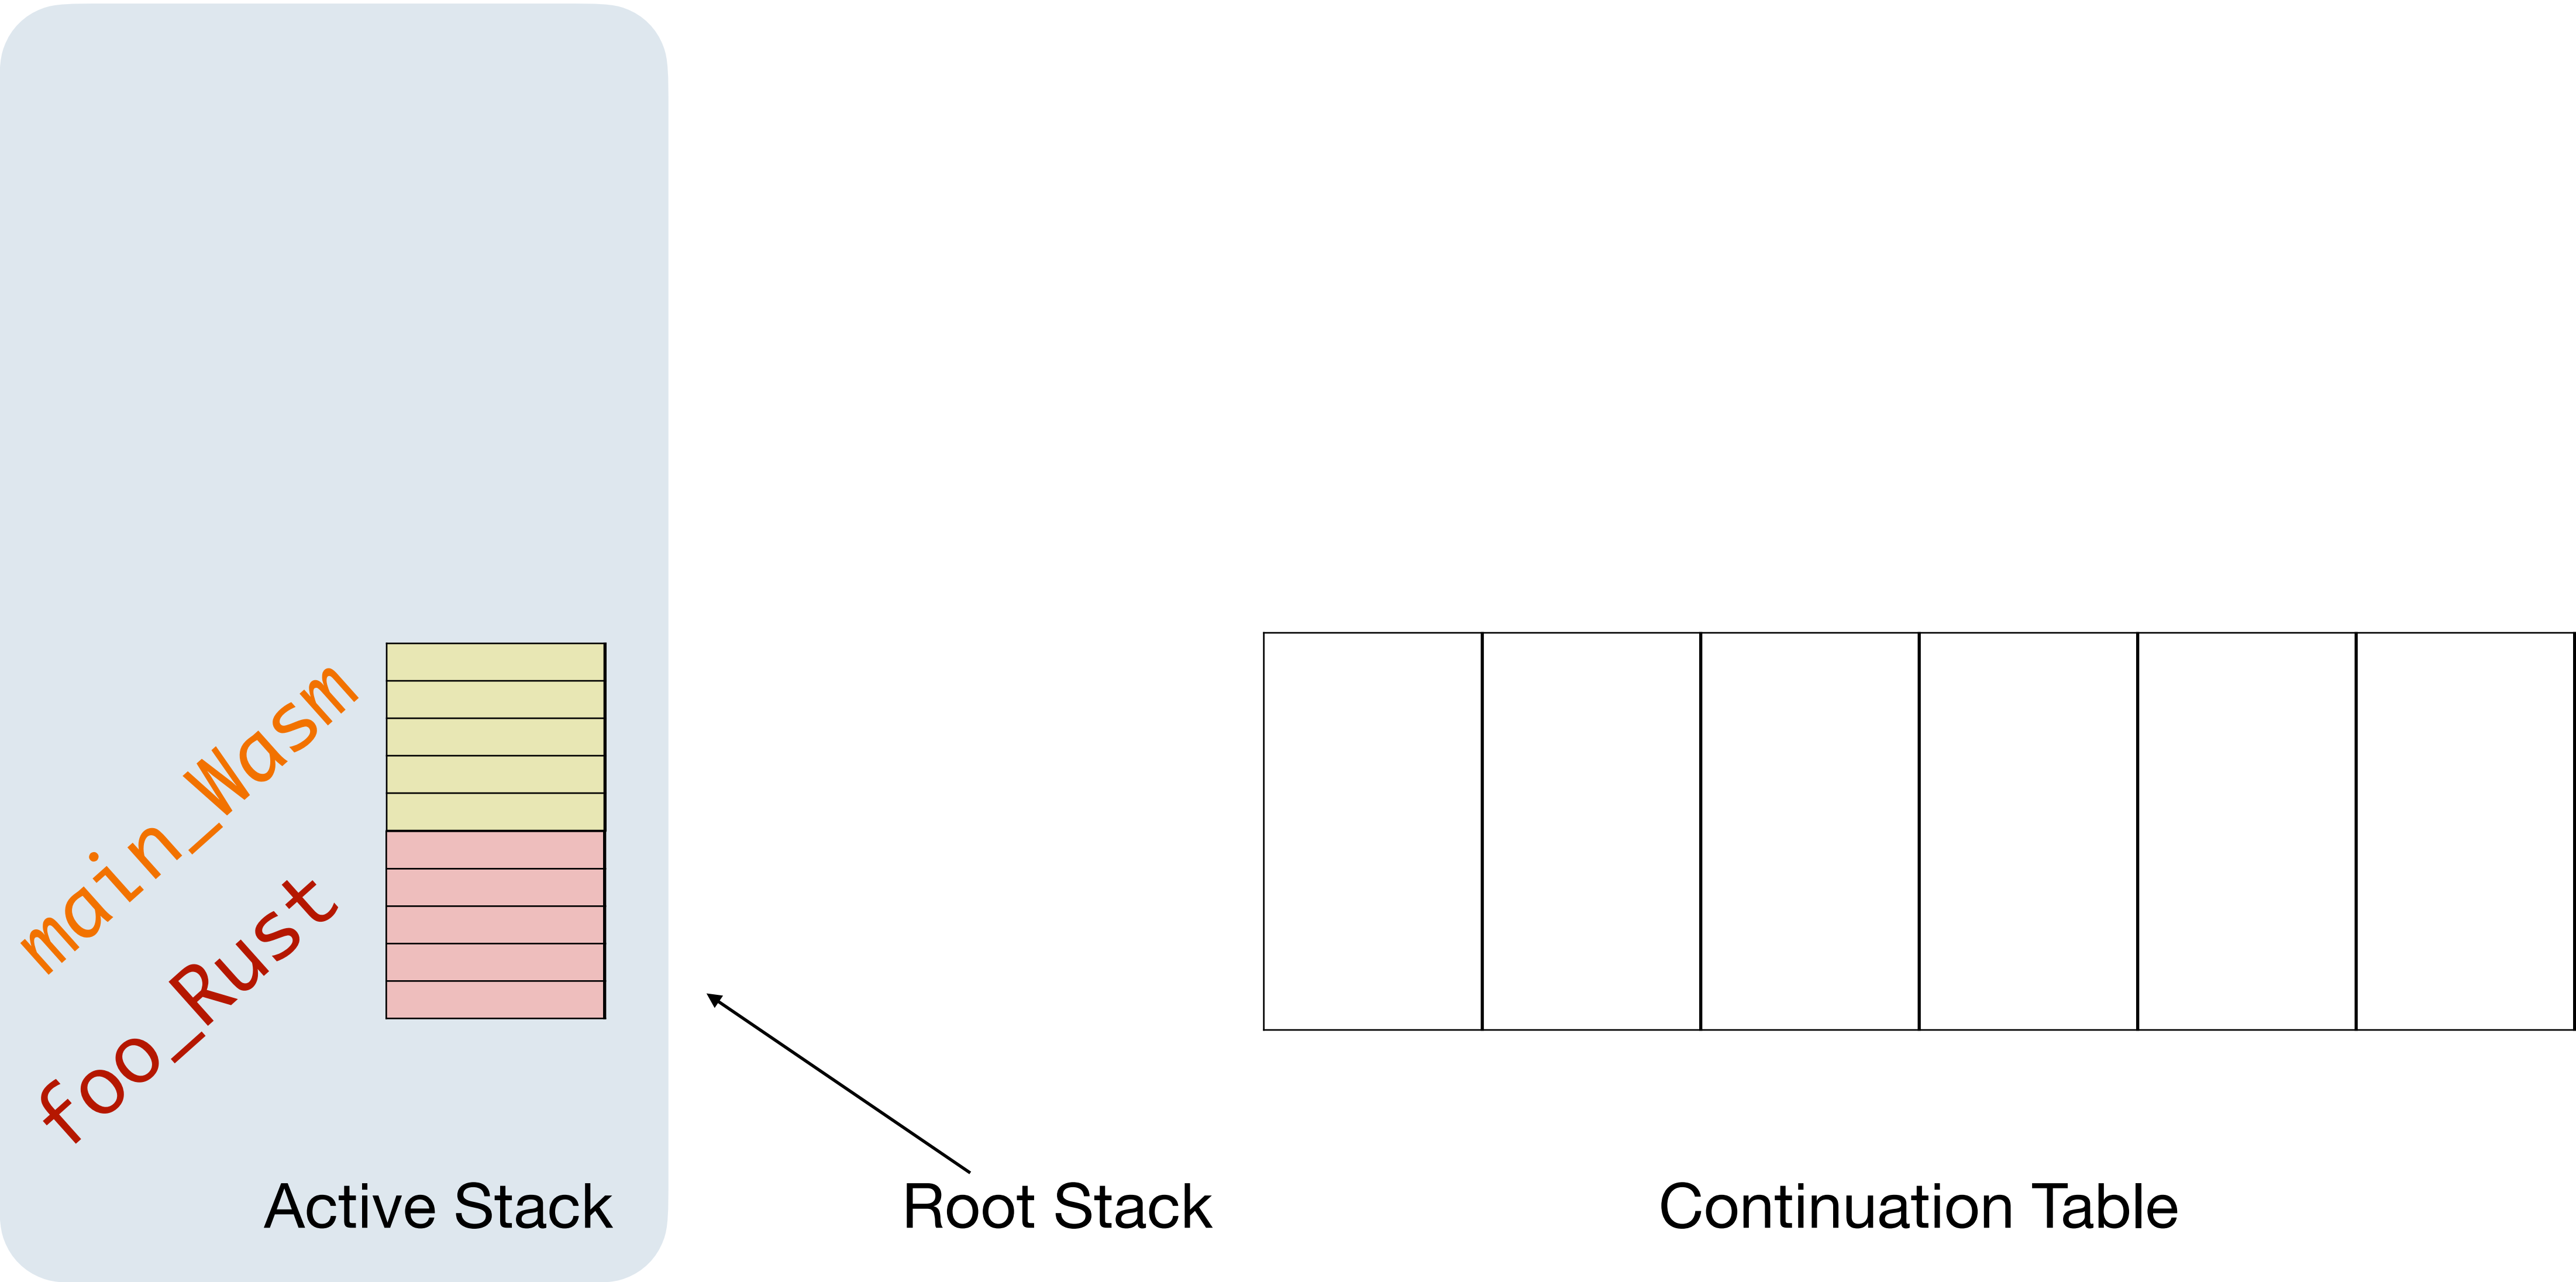 main_Wasm
foo_Rust
Active Stack
Root Stack
Continuation Table